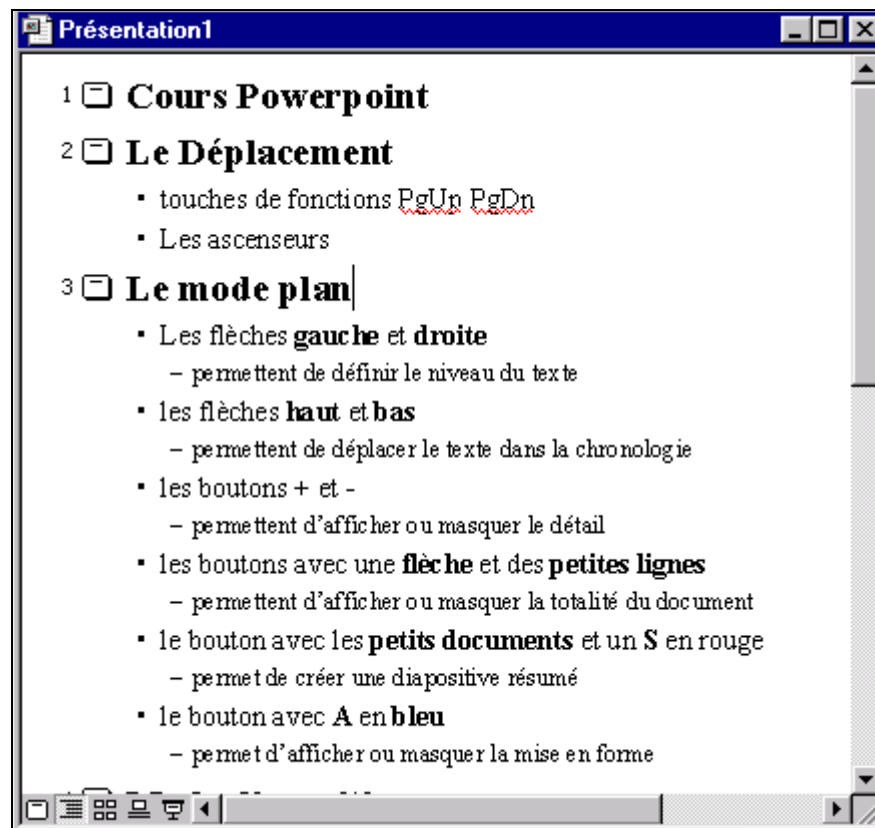 Présentation1
1 Cours Powerpoint
2 Le Déplacement
▪ touches de fonctions PgUp PgDn
▪ Les ascenseurs
3 Le mode plan
▪ Les flèches gauche et droite
– permettent de définir le niveau du texte
▪ les flèches haut et bas
– permettent de déplacer le texte dans la chronologie
▪ les boutons + et -
– permettent d'afficher ou masquer le détail
▪ les boutons avec une flèche et des petites lignes
– permettent d'afficher ou masquer la totalité du document
▪ le bouton avec les petits documents et un S en rouge
– permet de créer une diapositive résumé
▪ le bouton avec A en bleu
– permet d'afficher ou masquer la mise en forme